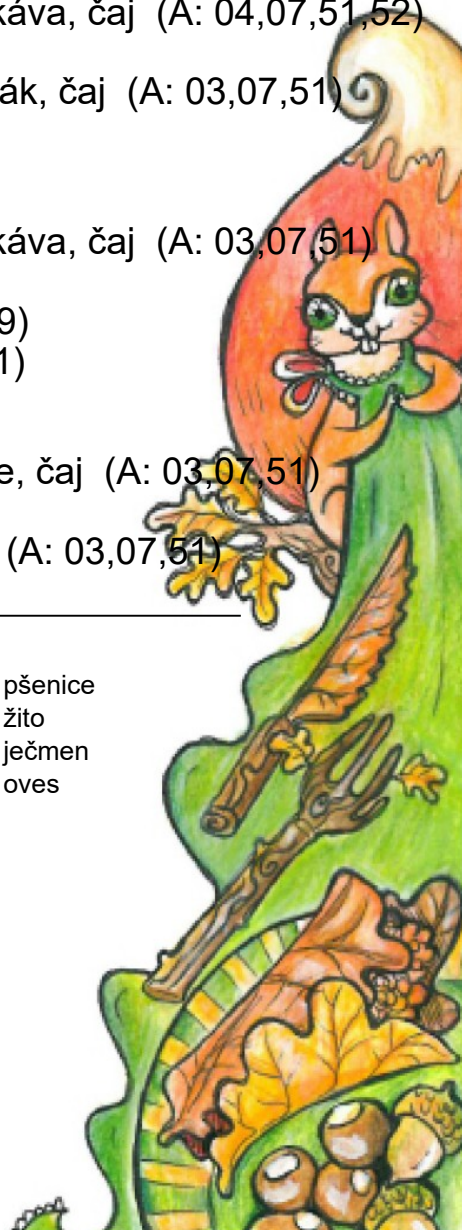 káva, čaj (A: 04,07,51,52)
ák, čaj (A: 03,07,51)
káva, čaj (A: 03,07,51)
9)
1)
e, čaj (A: 03,07,51)
(A: 03,07,51)
pšenice
žito
ječmen
oves